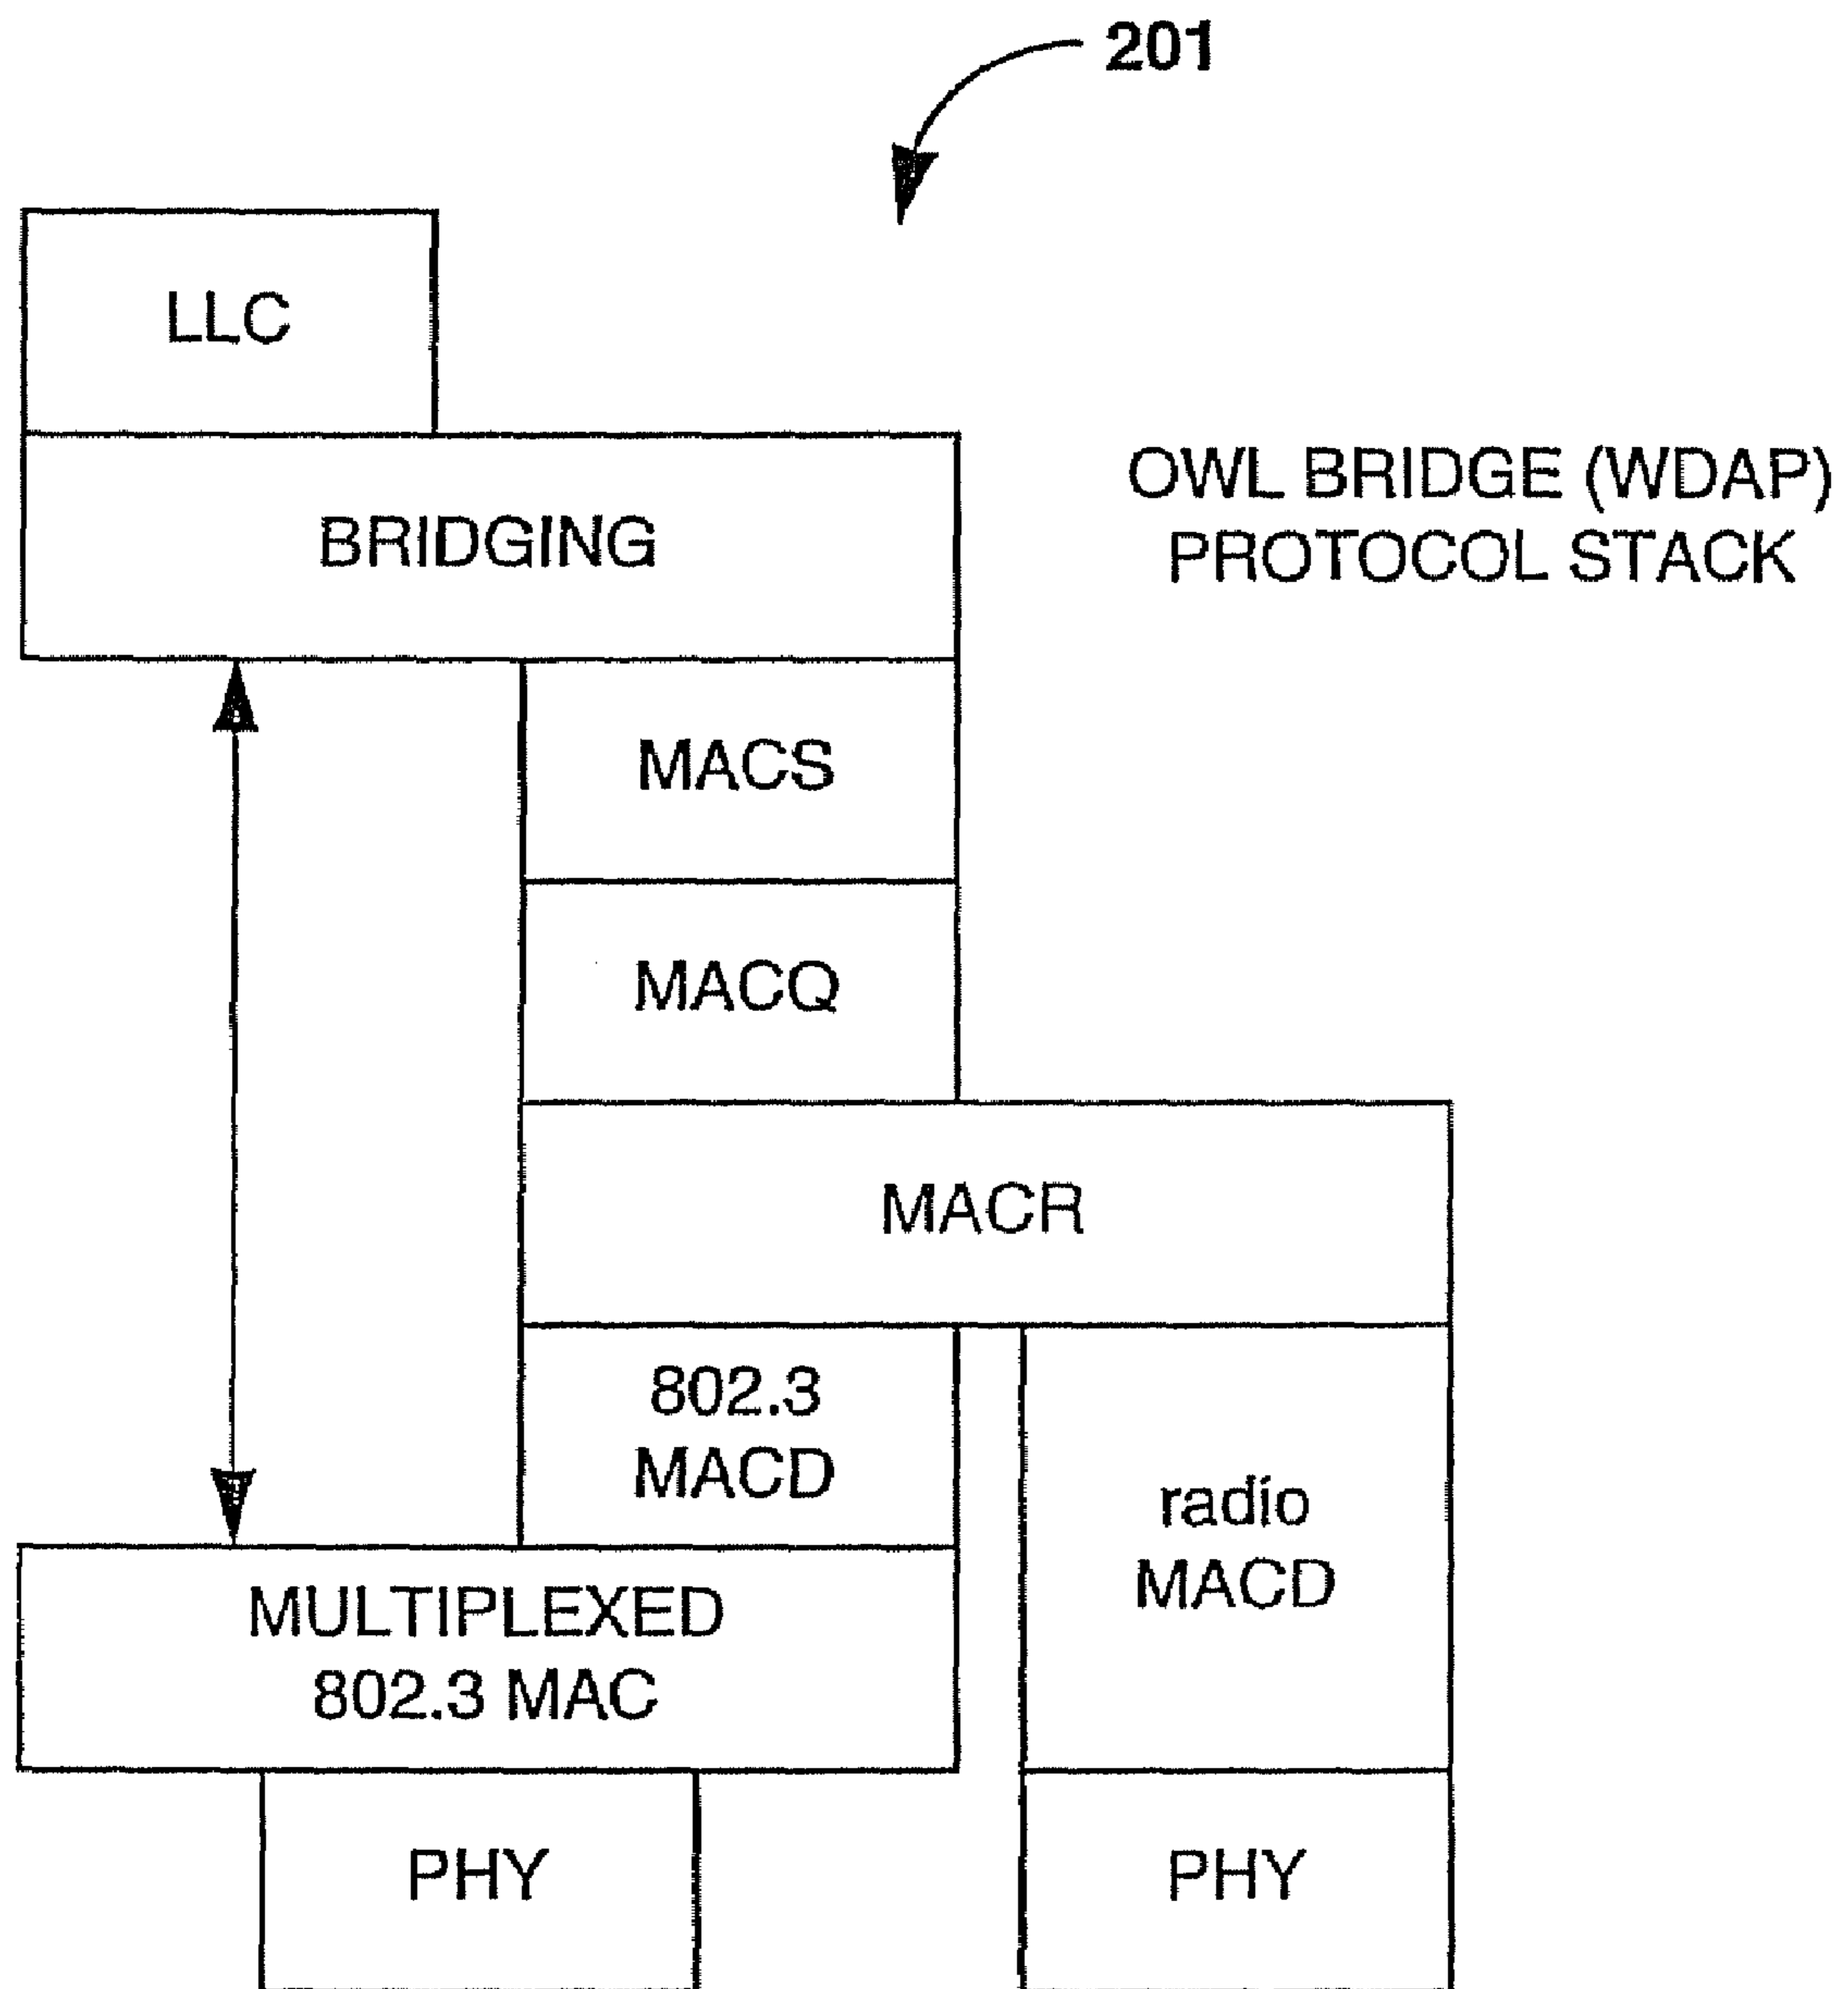 201
LLC
OWL BRIDGE (WDAP)
PROTOCOL STACK
BRIDGING
MACS
MACQ
MACR
802.3
MACD
radio
MACD
MULTIPLEXED
802.3 MAC
PHY
PHY